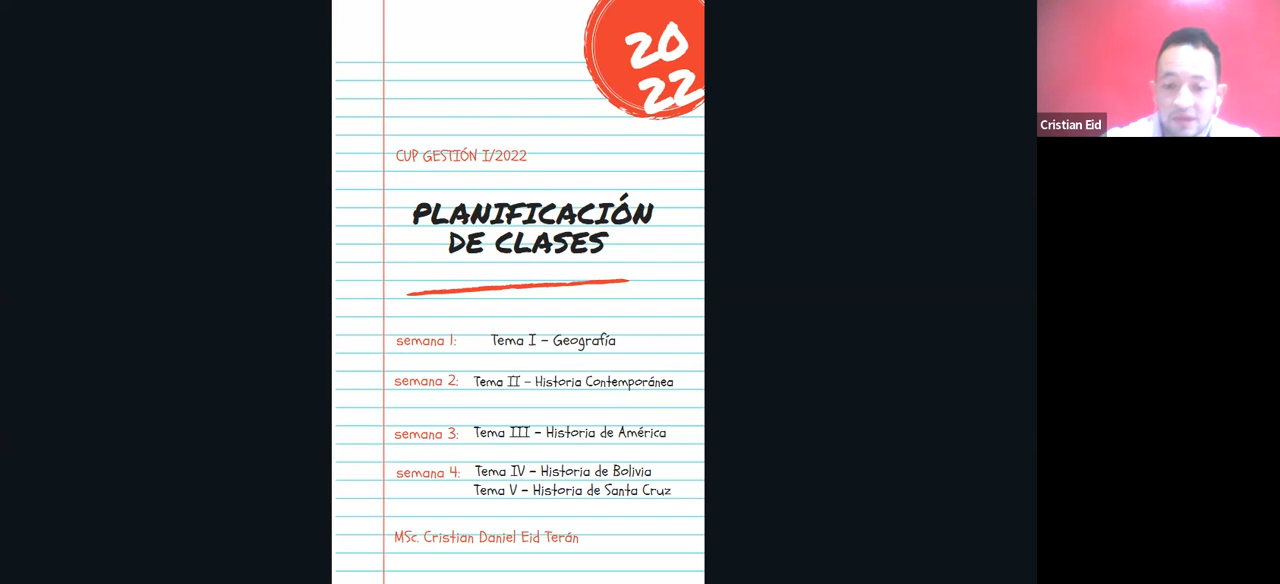 20
22
CUP GESTIÓN I/2022
PLANIFICACIÓN
DE CLASES
semana 1: Tema I - Geografía
semana 2: Tema II - Historia Contemporánea
semana 3: Tema III - Historia de América
semana 4: Tema IV - Historia de Bolivia
Tema V - Historia de Santa Cruz
MSc. Cristian Daniel Eid Terán
Cristian Eid